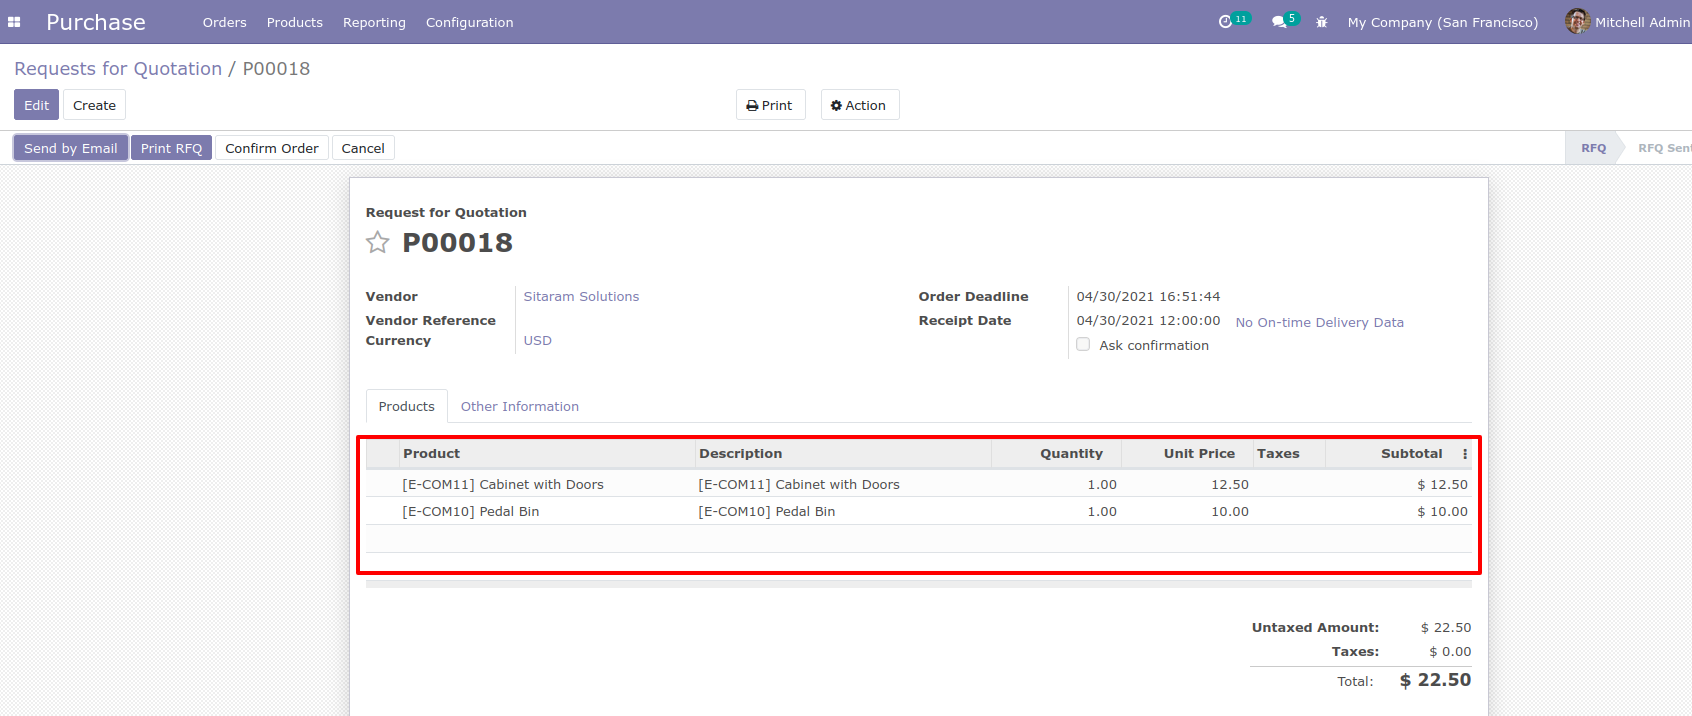 Purchase Orders Products Reporting Configuration 11 5 My Company (San Francisco) Mitchell Admin
Requests for Quotation / P00018
Edit Create Print Action
Send by Email Print RFQ Confirm Order Cancel RFQ RFQ Sent
Request for Quotation
P00018
Vendor Sitaram Solutions Order Deadline 04/30/2021 16:51:44
Vendor Reference Receipt Date 04/30/2021 12:00:00 No On-time Delivery Data
Currency USD Ask confirmation
Products Other Information
Product Description Quantity Unit Price Taxes Subtotal
[E-COM11] Cabinet with Doors [E-COM11] Cabinet with Doors 1.00 12.50 $ 12.50
[E-COM10] Pedal Bin [E-COM10] Pedal Bin 1.00 10.00 $ 10.00
Untaxed Amount: $ 22.50
Taxes: $ 0.00
Total: $ 22.50